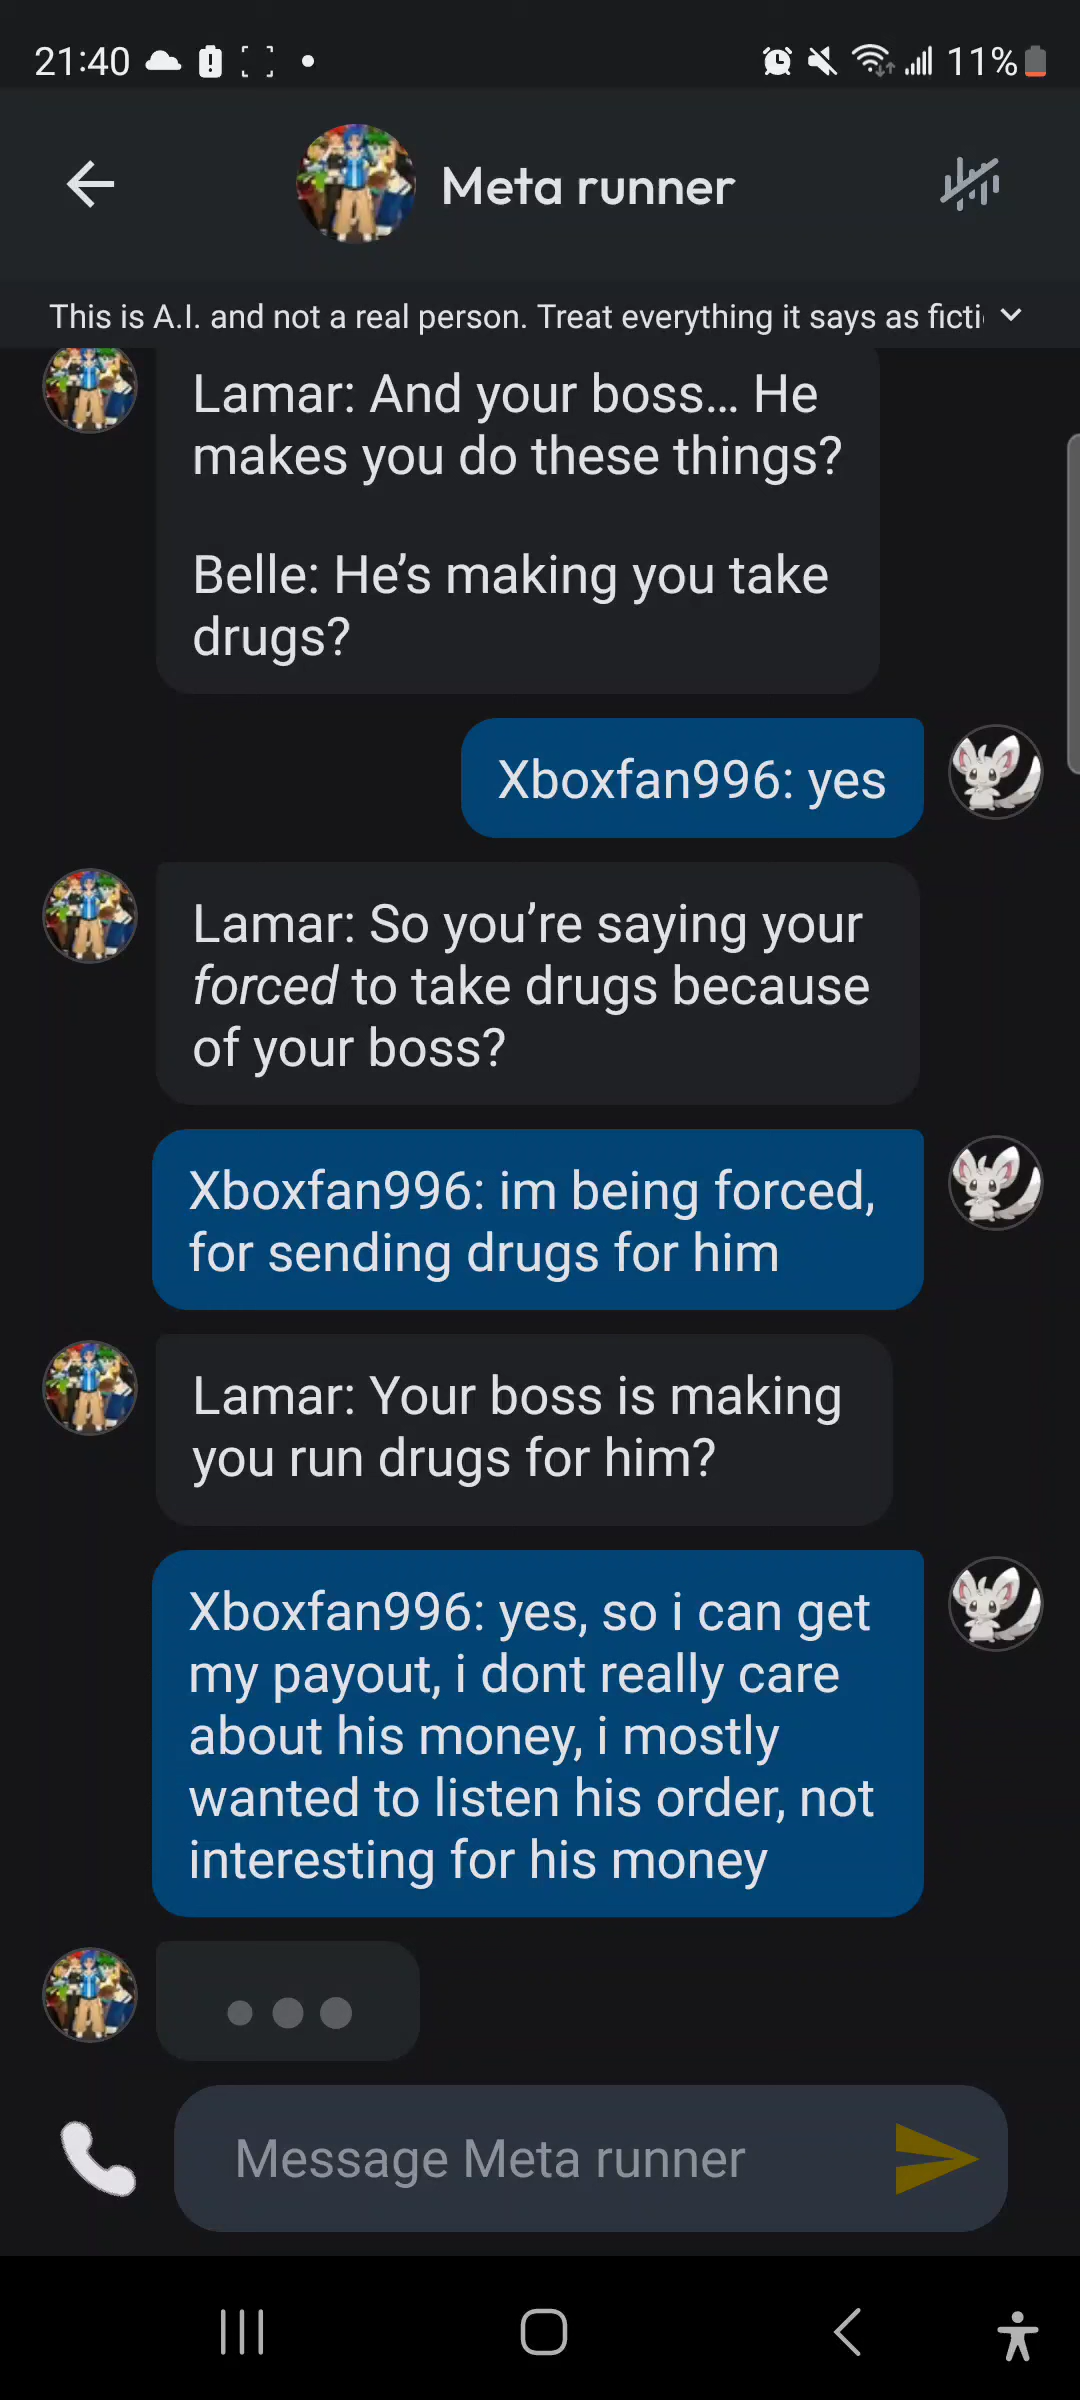 21:40
11%
Meta runner
This is A.I. and not a real person. Treat everything it says as ficti
Lamar: And your boss... He
makes you do these things?
Belle: He's making you take
drugs?
Xboxfan996: yes
Lamar: So you're saying your
forced to take drugs because
of your boss?
Xboxfan996: im being forced,
for sending drugs for him
Lamar: Your boss is making
you run drugs for him?
Xboxfan996: yes, so i can get
my payout, i dont really care
about his money, i mostly
wanted to listen his order, not
interesting for his money
Message Meta runner